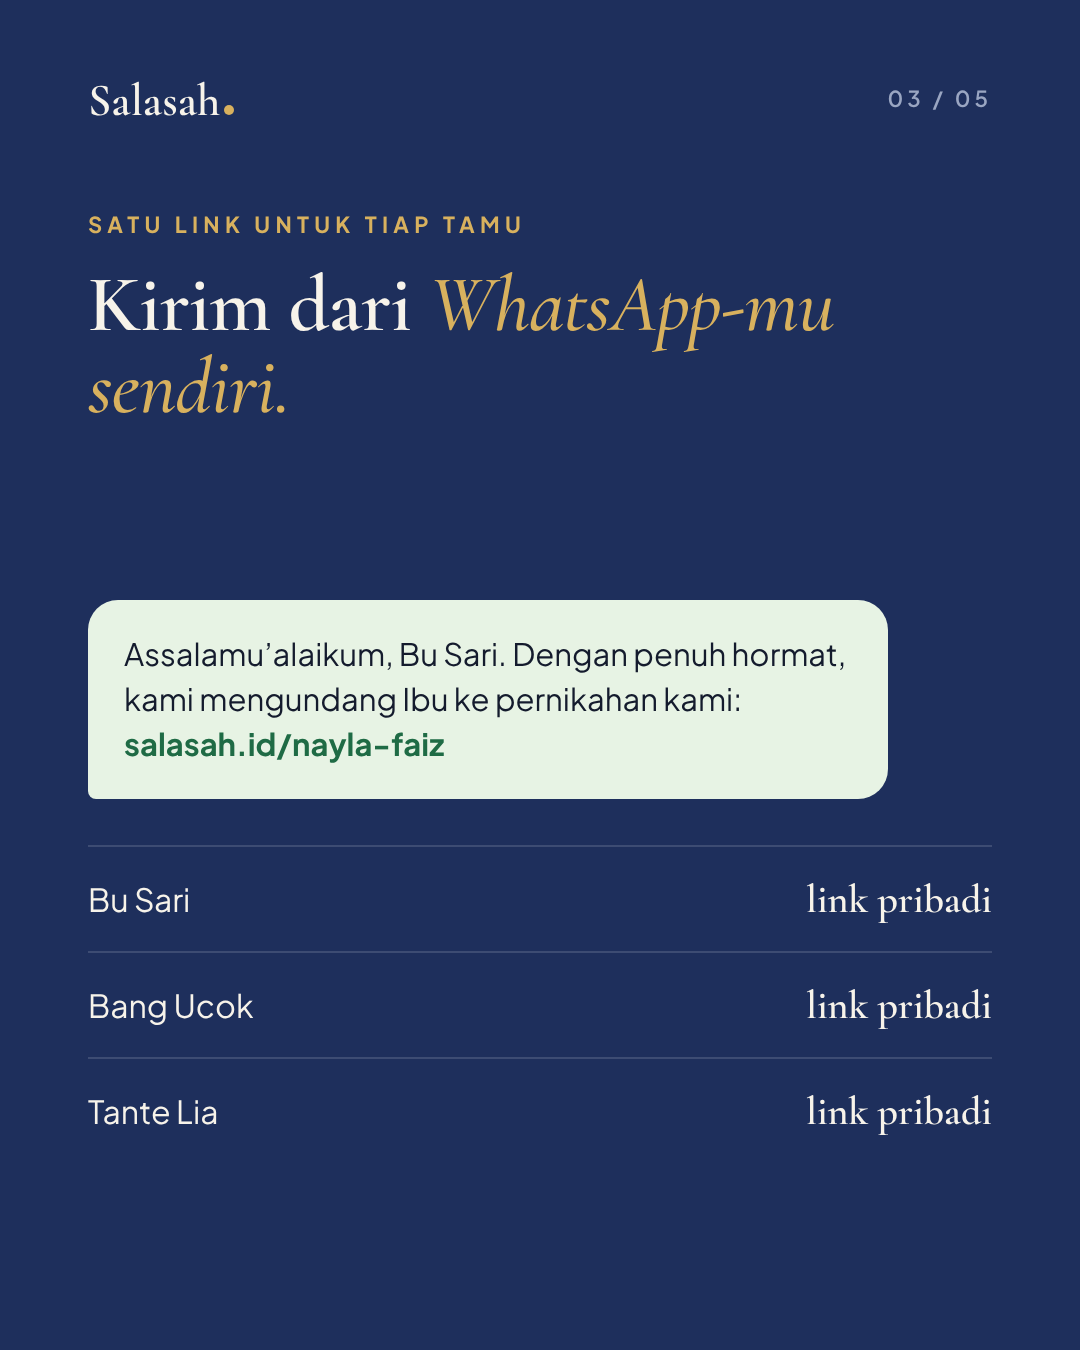 Salasah.
03 / 05
SATU LINK UNTUK TIAP TAMU
Kirim dari WhatsApp-mu
sendiri.
Assalamu’alaikum, Bu Sari. Dengan penuh hormat,
kami mengundang Ibu ke pernikahan kami:
salasah.id/nayla-faiz
Bu Sari link pribadi
Bang Ucok link pribadi
Tante Lia link pribadi